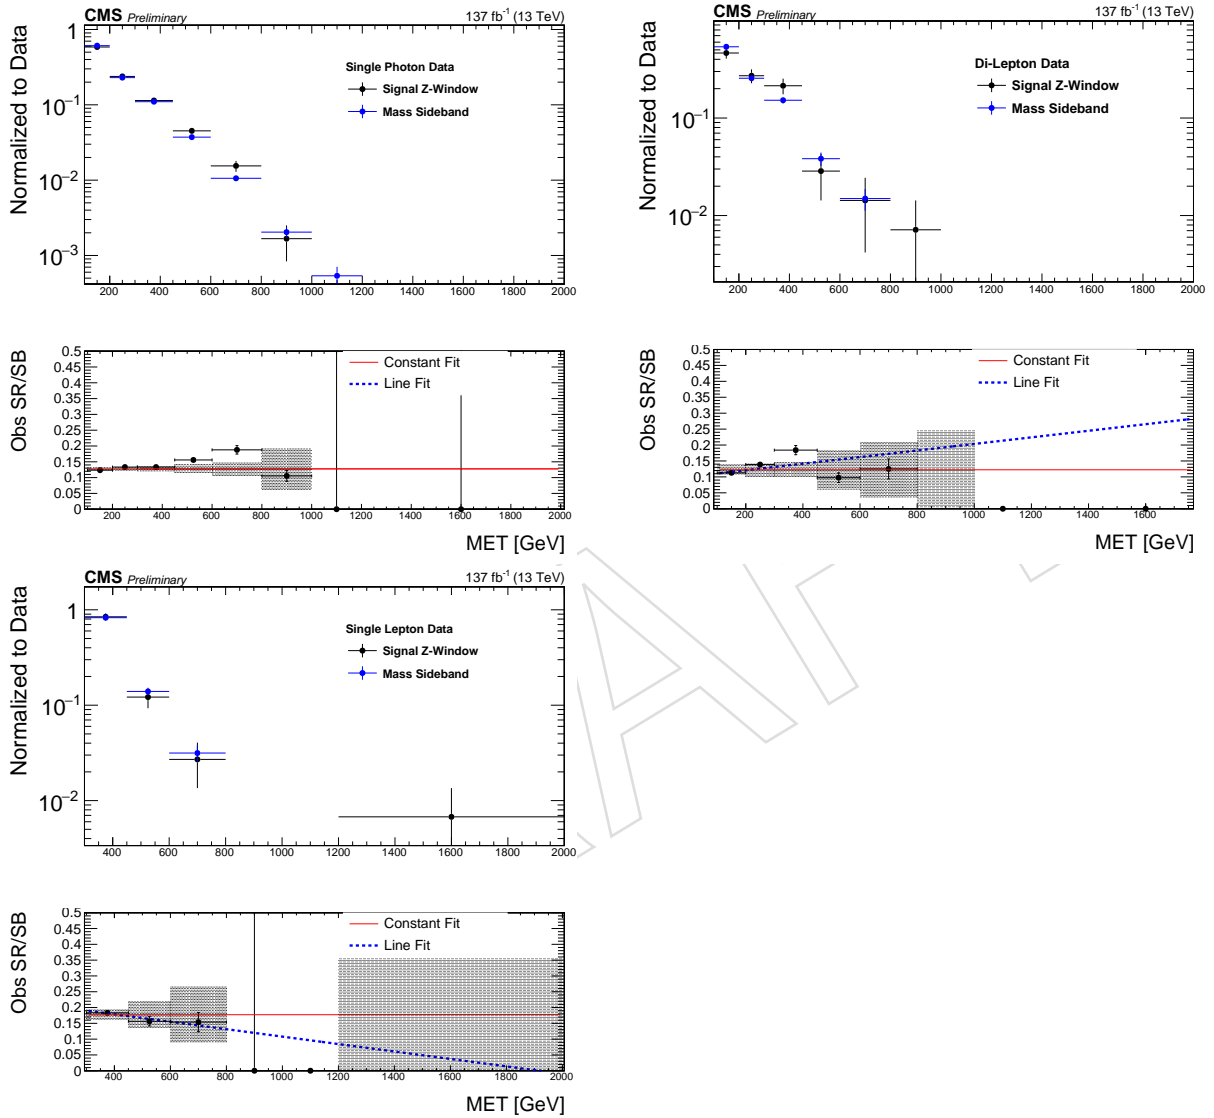 CMS Preliminary 137 fb⁻¹ (13 TeV)
Normalized to Data
1
10⁻¹
10⁻²
10⁻³
Single Photon Data
Signal Z-Window
Mass Sideband
200 400 600 800 1000 1200 1400 1600 1800 2000
Obs SR/SB
0.5
0.45
0.4
0.35
0.3
0.25
0.2
0.15
0.1
0.05
0
Constant Fit
Line Fit
200 400 600 800 1000 1200 1400 1600 1800 2000
MET [GeV]
CMS Preliminary 137 fb⁻¹ (13 TeV)
Normalized to Data
1
10⁻¹
10⁻²
Di-Lepton Data
Signal Z-Window
Mass Sideband
200 400 600 800 1000 1200 1400 1600 1800 2000
Obs SR/SB
0.5
0.45
0.4
0.35
0.3
0.25
0.2
0.15
0.1
0.05
0
Constant Fit
Line Fit
200 400 600 800 1000 1200 1400 1600
MET [GeV]
CMS Preliminary 137 fb⁻¹ (13 TeV)
Normalized to Data
1
10⁻¹
10⁻²
Single Lepton Data
Signal Z-Window
Mass Sideband
400 600 800 1000 1200 1400 1600 1800 2000
Obs SR/SB
0.5
0.45
0.4
0.35
0.3
0.25
0.2
0.15
0.1
0.05
0
Constant Fit
Line Fit
400 600 800 1000 1200 1400 1600 1800 2000
MET [GeV]